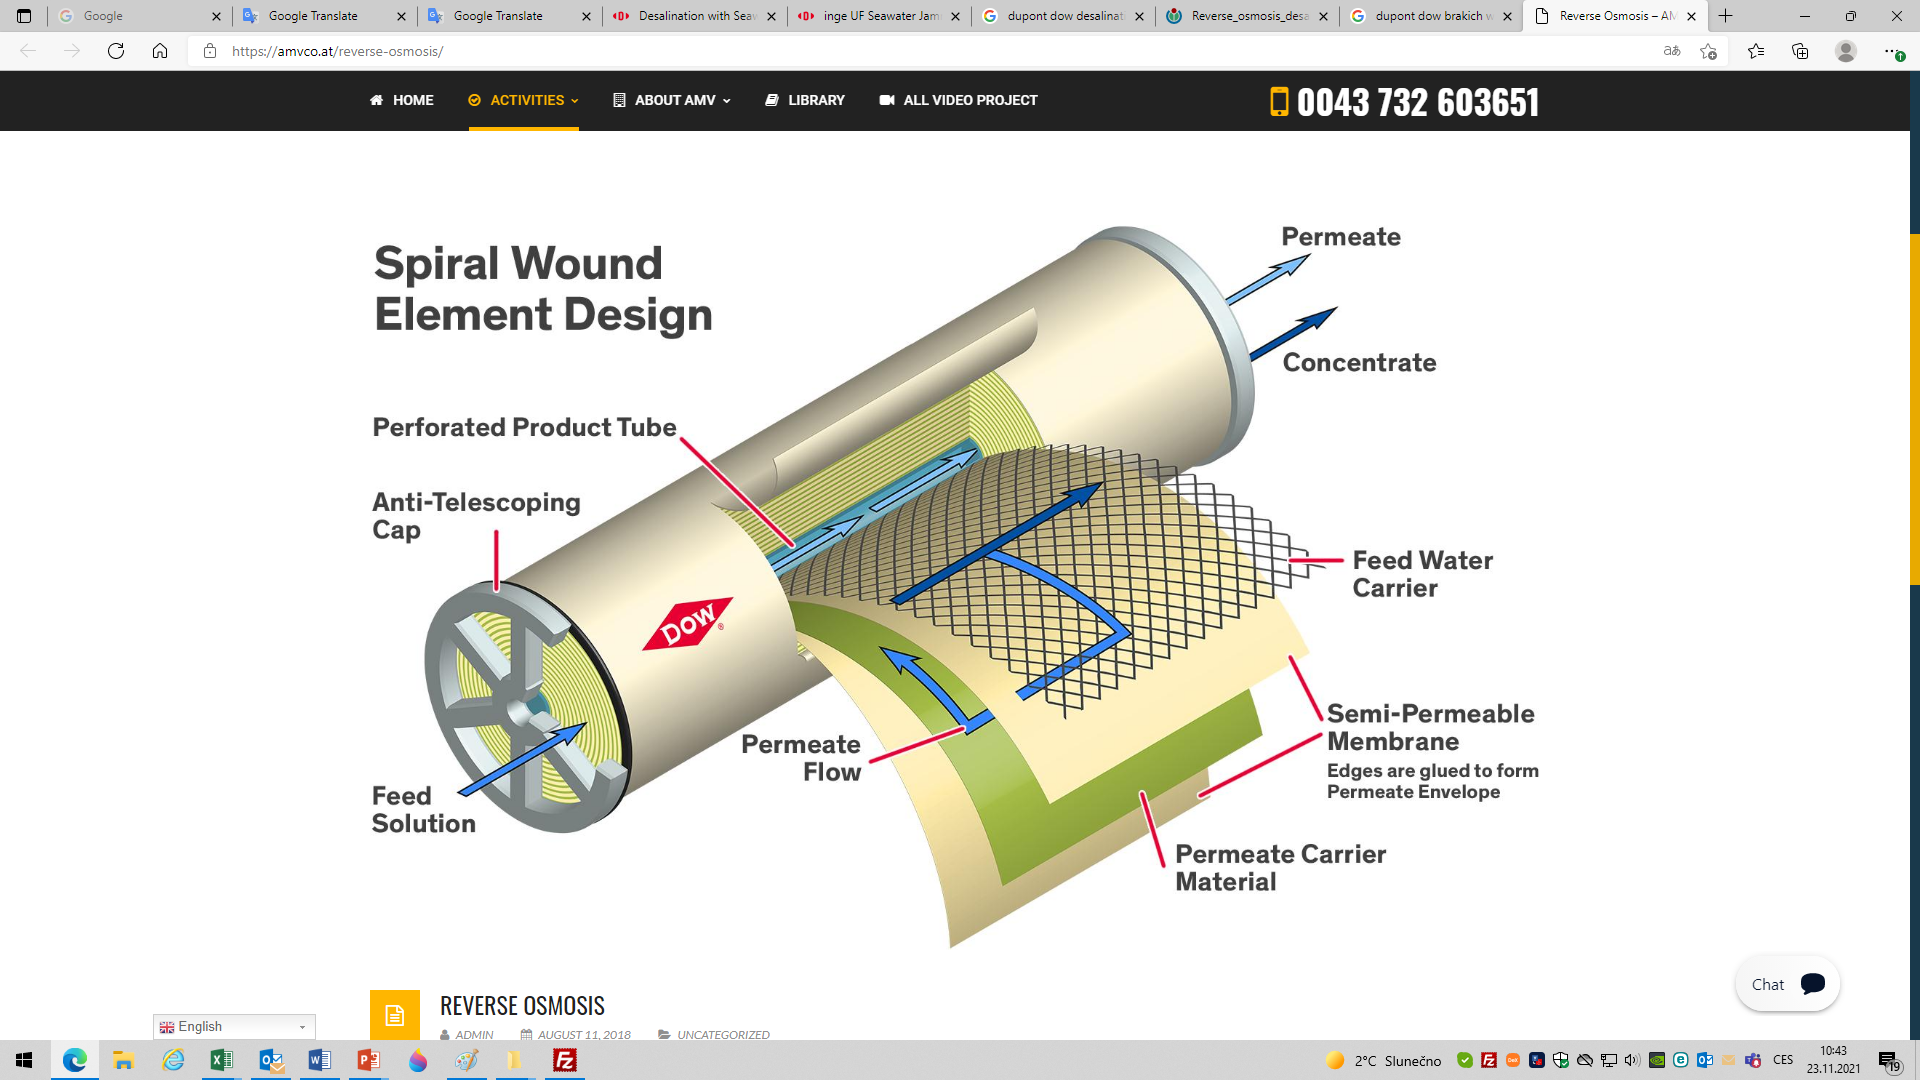 Google
Google Translate
Google Translate
Desalination with Seaw
inge UF Seawater Jam
dupont dow desalinat
Reverse_osmosis_desa
dupont dow brakich w
Reverse Osmosis – AM
https://amvco.at/reverse-osmosis/
HOME
ACTIVITIES
ABOUT AMV
LIBRARY
ALL VIDEO PROJECT
0043 732 603651
Spiral Wound
Element Design
Permeate
Concentrate
Perforated Product Tube
Anti-Telescoping
Cap
Feed Water
Carrier
DOW
®
Semi-Permeable
Membrane
Edges are glued to form
Permeate Envelope
Permeate
Flow
Feed
Solution
Permeate Carrier
Material
Chat
REVERSE OSMOSIS
ADMIN
AUGUST 11, 2018
UNCATEGORIZED
English
2°C Slunečno
CES
10:43
23.11.2021
19